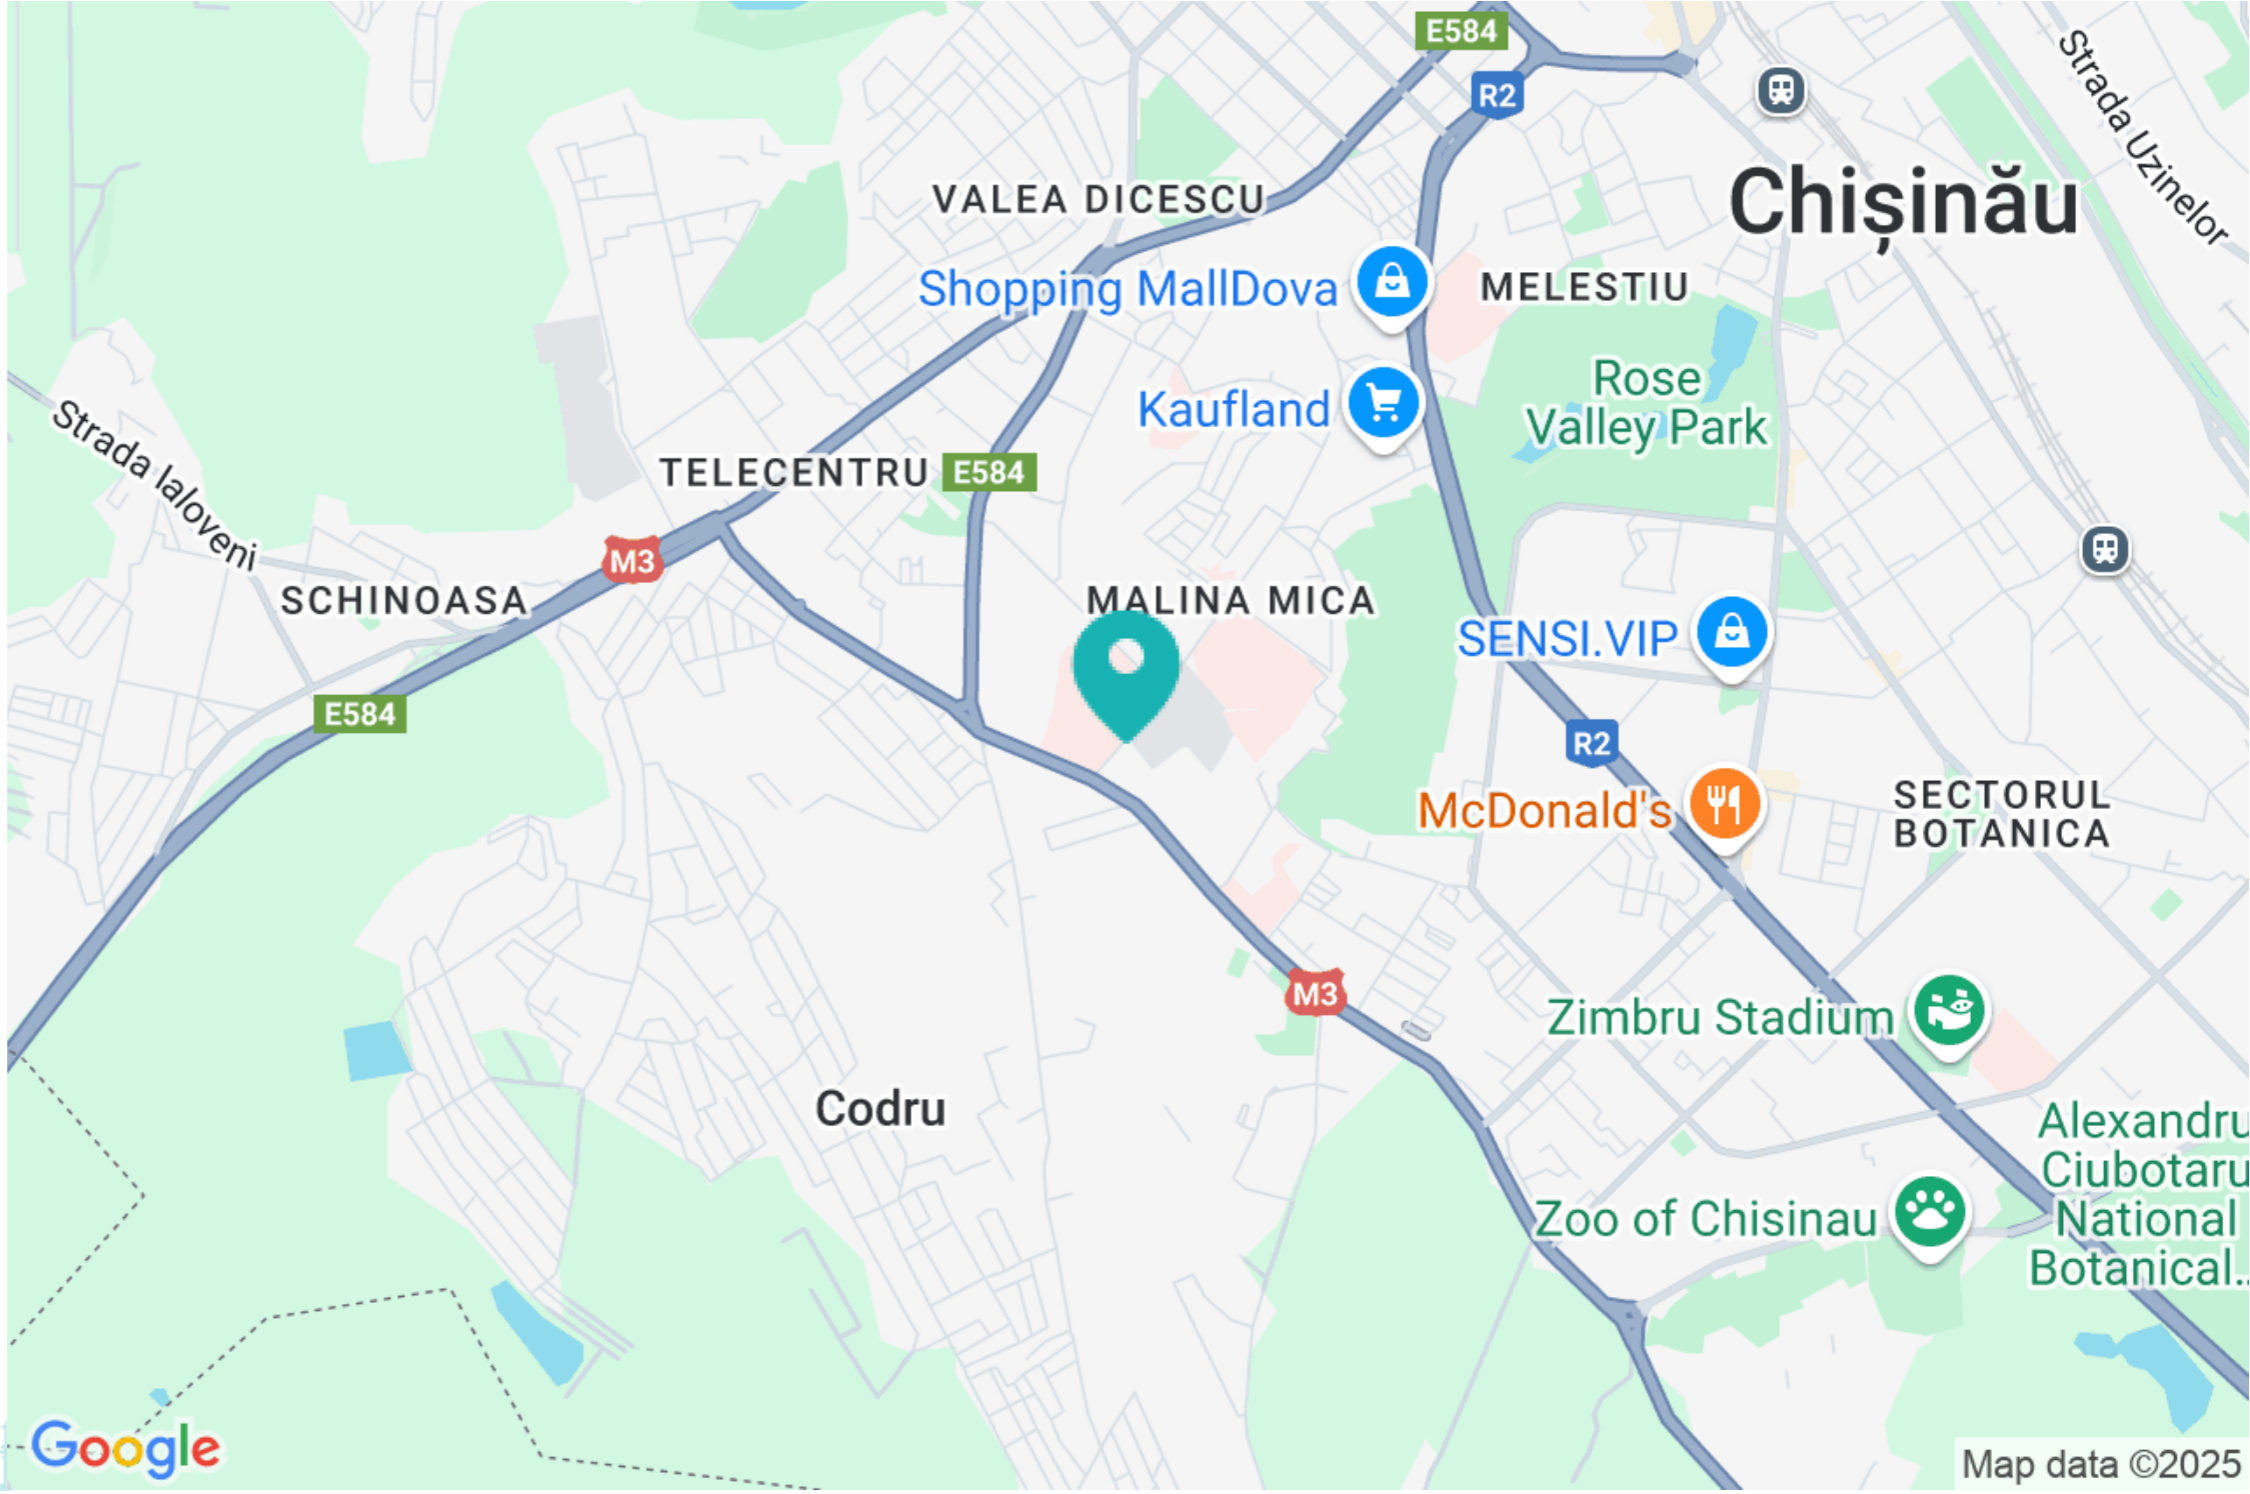 E584
R2
Strada Uzinelor
VALEA DICESCU
Chișinău
Shopping MallDova
MELESTIU
Rose
Valley Park
Kaufland
Strada Ialoveni
TELECENTRU
E584
M3
SCHINOASA
MALINA MICA
SENSI.VIP
E584
R2
McDonald's
SECTORUL
BOTANICA
M3
Zimbru Stadium
Codru
Alexandru
Ciubotaru
National
Botanical..
Zoo of Chisinau
Google
Map data ©2025